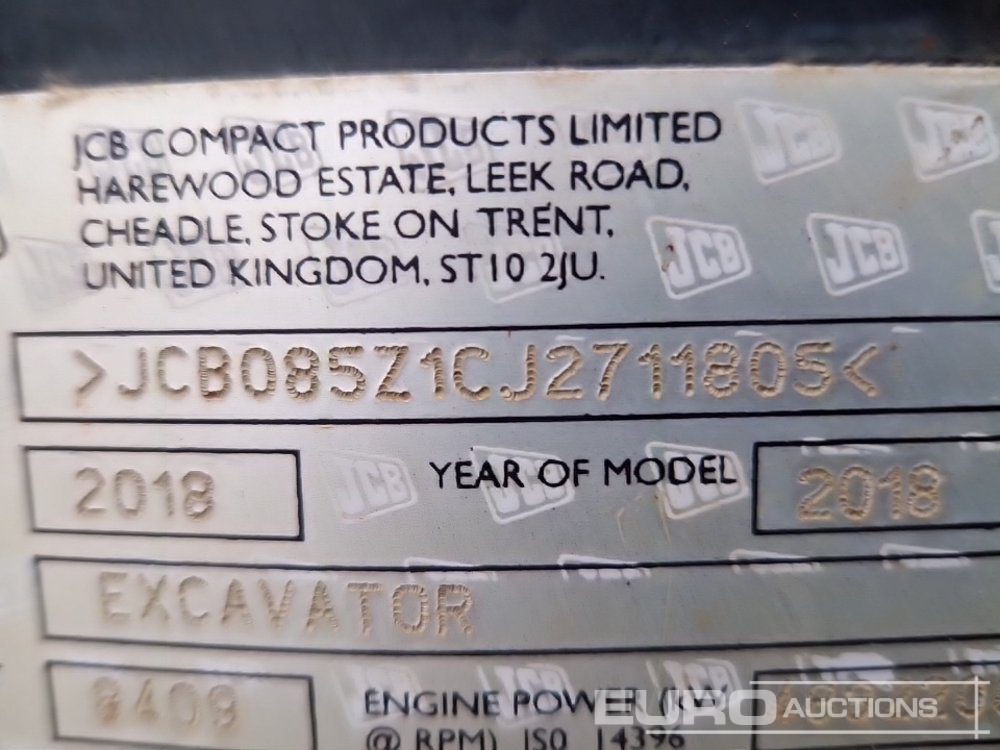 JCB COMPACT PRODUCTS LIMITED
HAREWOOD ESTATE, LEEK ROAD,
CHEADLE, STOKE ON TRENT,
UNITED KINGDOM, ST10 2JU.
>JCB085Z1CJ2711805<
2018 YEAR OF MODEL 2018
EXCAVATOR
ENGINE POWER (KW
@ RPM) ISO 14396
EURO AUCTIONS